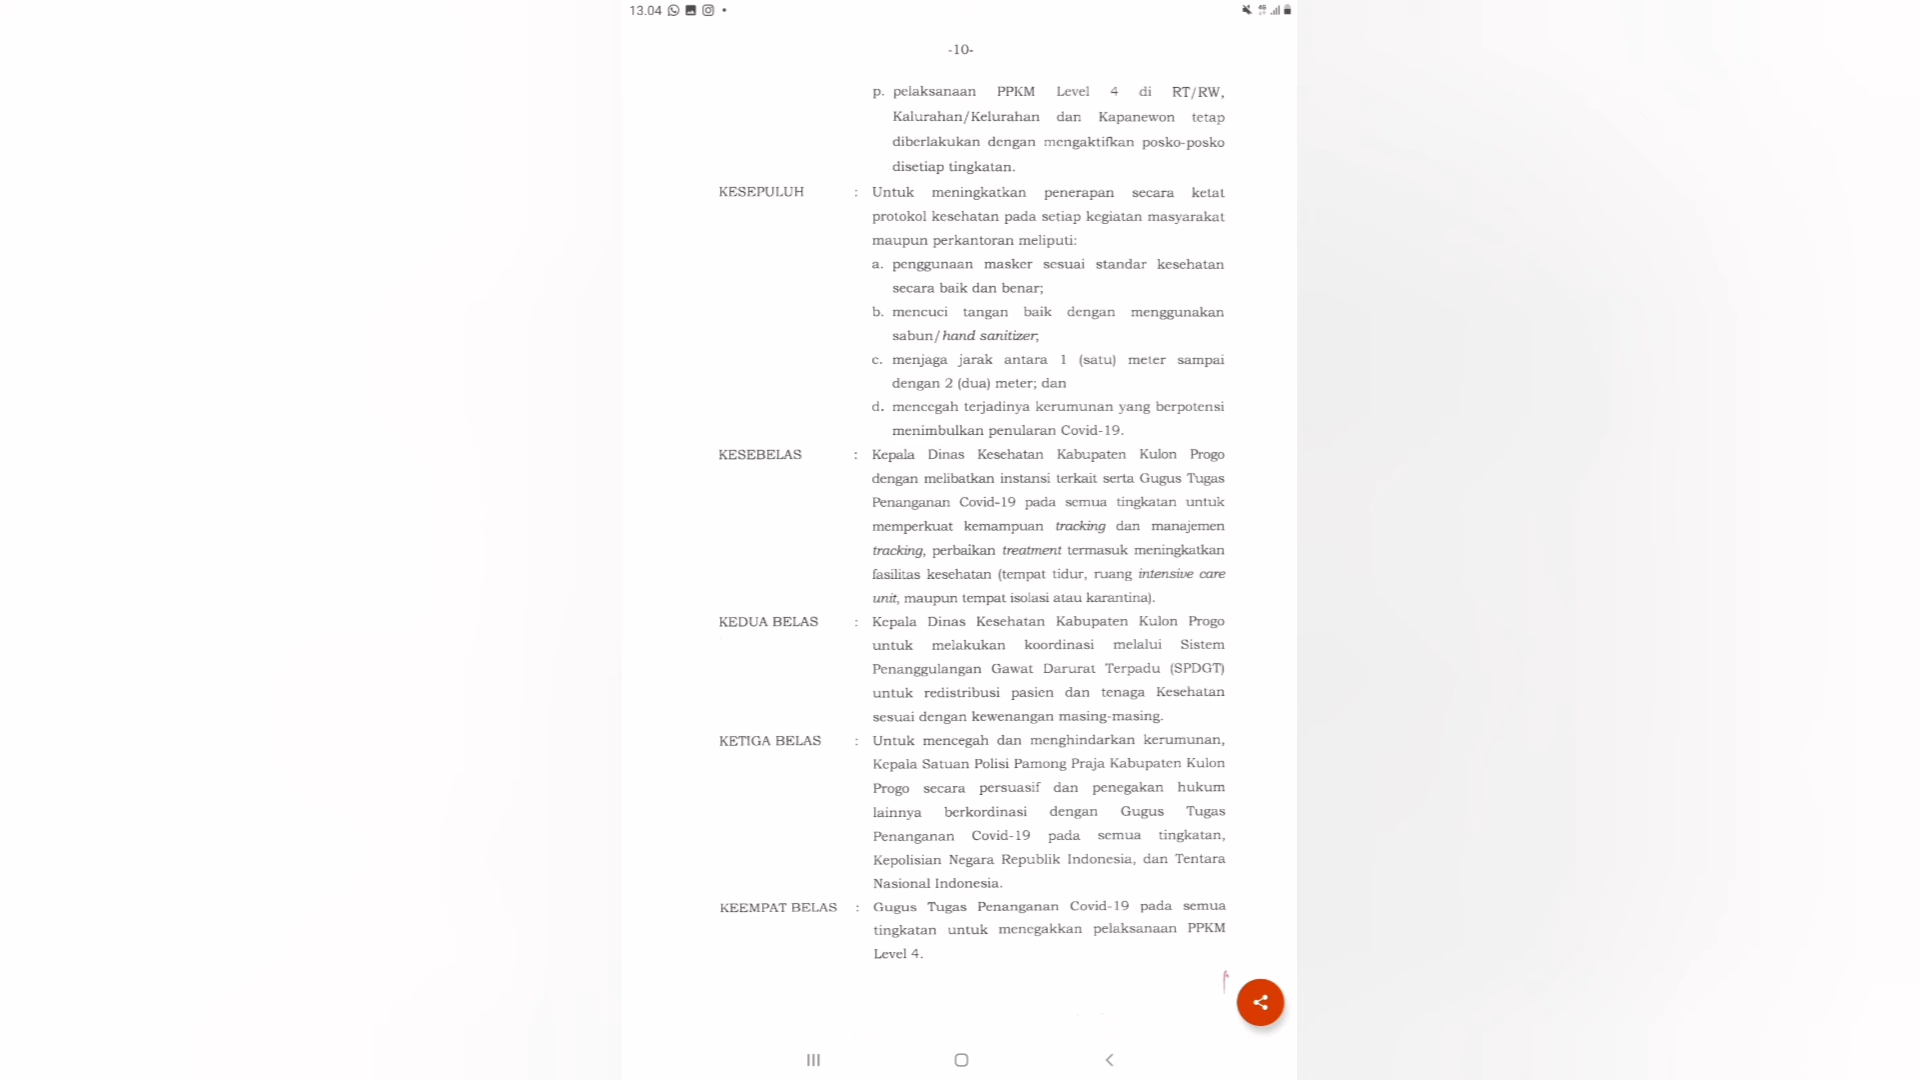 13.04
-10-
p. pelaksanaan PPKM Level 4 di RT/RW,
Kalurahan/Kelurahan dan Kapanewon tetap
diberlakukan dengan mengaktifkan posko-posko
disetiap tingkatan.
KESEPULUH : Untuk meningkatkan penerapan secara ketat
protokol kesehatan pada setiap kegiatan masyarakat
maupun perkantoran meliputi:
a. penggunaan masker sesuai standar kesehatan
secara baik dan benar;
b. mencuci tangan baik dengan menggunakan
sabun/hand sanitizer;
c. menjaga jarak antara 1 (satu) meter sampai
dengan 2 (dua) meter; dan
d. mencegah terjadinya kerumunan yang berpotensi
menimbulkan penularan Covid-19.
KESEBELAS : Kepala Dinas Kesehatan Kabupaten Kulon Progo
dengan melibatkan instansi terkait serta Gugus Tugas
Penanganan Covid-19 pada semua tingkatan untuk
memperkuat kemampuan tracking dan manajemen
tracking, perbaikan treatment termasuk meningkatkan
fasilitas kesehatan (tempat tidur, ruang intensive care
unit, maupun tempat isolasi atau karantina).
KEDUA BELAS : Kepala Dinas Kesehatan Kabupaten Kulon Progo
untuk melakukan koordinasi melalui Sistem
Penanggulangan Gawat Darurat Terpadu (SPDGT)
untuk redistribusi pasien dan tenaga Kesehatan
sesuai dengan kewenangan masing-masing.
KETIGA BELAS : Untuk mencegah dan menghindarkan kerumunan,
Kepala Satuan Polisi Pamong Praja Kabupaten Kulon
Progo secara persuasif dan penegakan hukum
lainnya berkordinasi dengan Gugus Tugas
Penanganan Covid-19 pada semua tingkatan,
Kepolisian Negara Republik Indonesia, dan Tentara
Nasional Indonesia.
KEEMPAT BELAS : Gugus Tugas Penanganan Covid-19 pada semua
tingkatan untuk menegakkan pelaksanaan PPKM
Level 4.